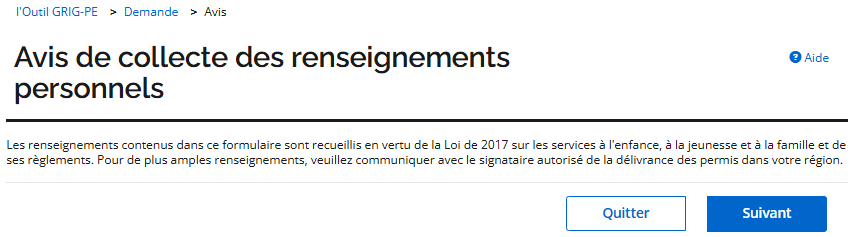 l'Outil GRIG-PE > Demande > Avis
Avis de collecte des renseignements
personnels
? Aide
Les renseignements contenus dans ce formulaire sont recueillis en vertu de la Loi de 2017 sur les services à l'enfance, à la jeunesse et à la famille et de
ses règlements. Pour de plus amples renseignements, veuillez communiquer avec le signataire autorisé de la délivrance des permis dans votre région.
Quitter
Suivant